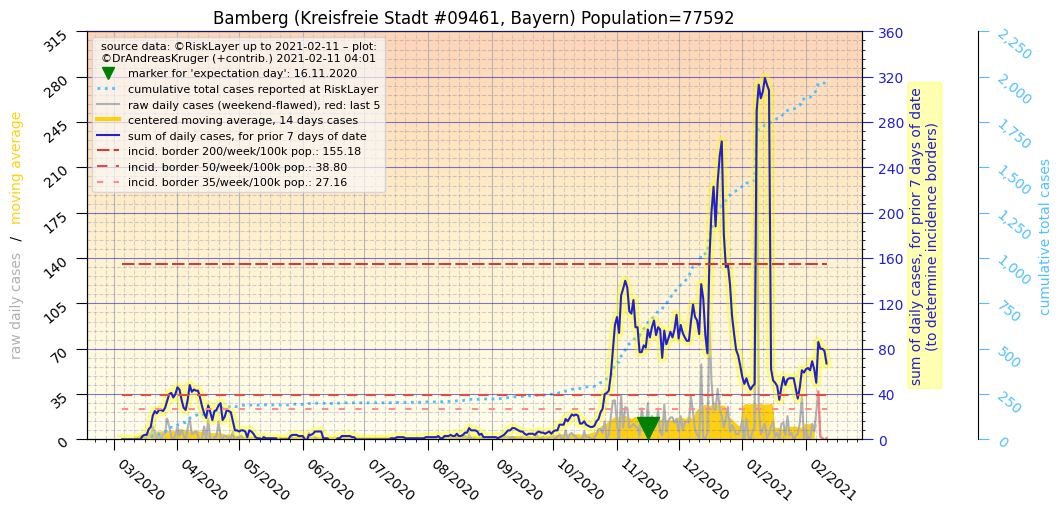 Bamberg (Kreisfreie Stadt #09461, Bayern) Population=77592
source data: ©RiskLayer up to 2021-02-11 – plot:
©DrAndreasKruger (+contrib.) 2021-02-11 04:01
marker for 'expectation day': 16.11.2020
cumulative total cases reported at RiskLayer
raw daily cases (weekend-flawed), red: last 5
centered moving average, 14 days cases
sum of daily cases, for prior 7 days of date
incid. border 200/week/100k pop.: 155.18
incid. border 50/week/100k pop.: 38.80
incid. border 35/week/100k pop.: 27.16
raw daily cases / moving average
315
280
245
210
175
140
105
70
35
0
03/2020
04/2020
05/2020
06/2020
07/2020
08/2020
09/2020
10/2020
11/2020
12/2020
01/2021
02/2021
360
320
280
240
200
160
120
80
40
0
sum of daily cases, for prior 7 days of date
(to determine incidence borders)
2,250
2,000
1,750
1,500
1,250
1,000
750
500
250
0
cumulative total cases